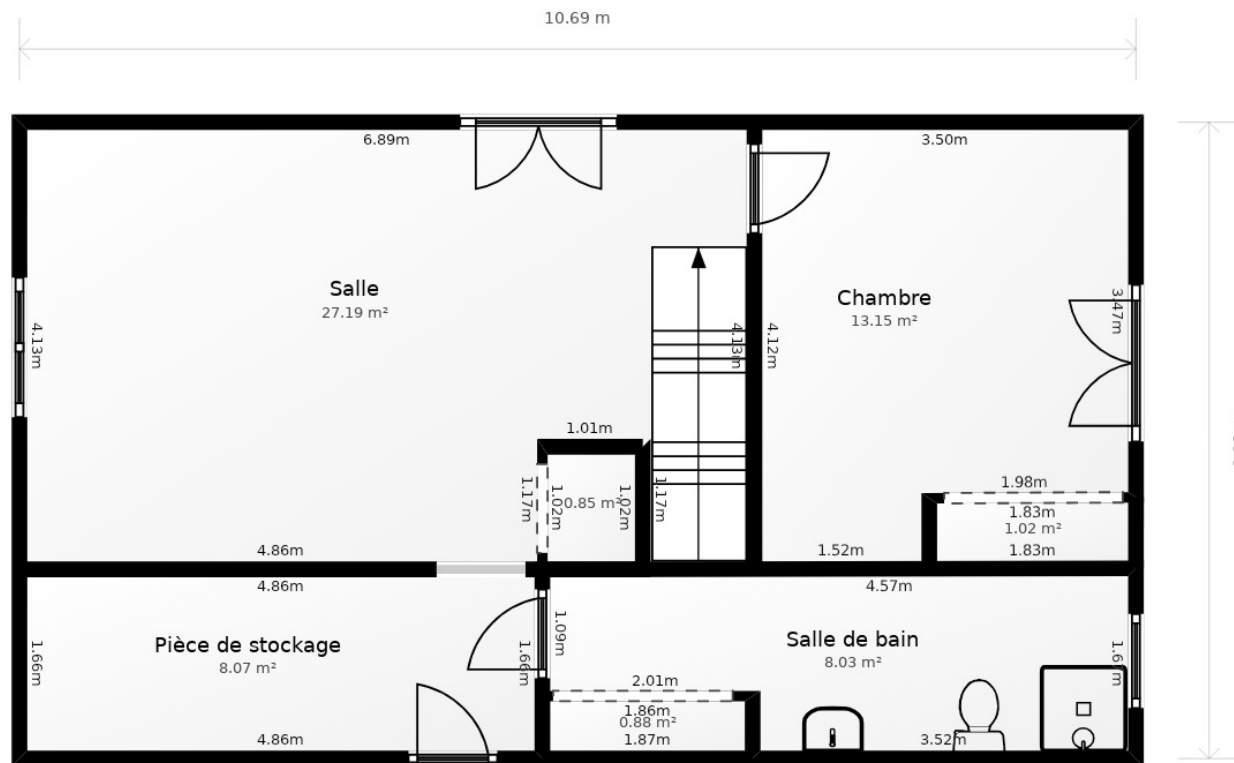 10.69 m
6.89m
3.50m
Salle
27.19 m²
Chambre
13.15 m²
3.47m
4.13m
4.13m
4.12m
1.01m
1.17m
1.02m
0.85 m²
1.02m
1.17m
1.98m
1.83m
1.02 m²
1.83m
4.86m
1.52m
4.86m
4.57m
1.66m
Pièce de stockage
8.07 m²
1.66m
1.09m
Salle de bain
8.03 m²
2.01m
1.86m
0.88 m²
1.87m
4.86m
3.52m